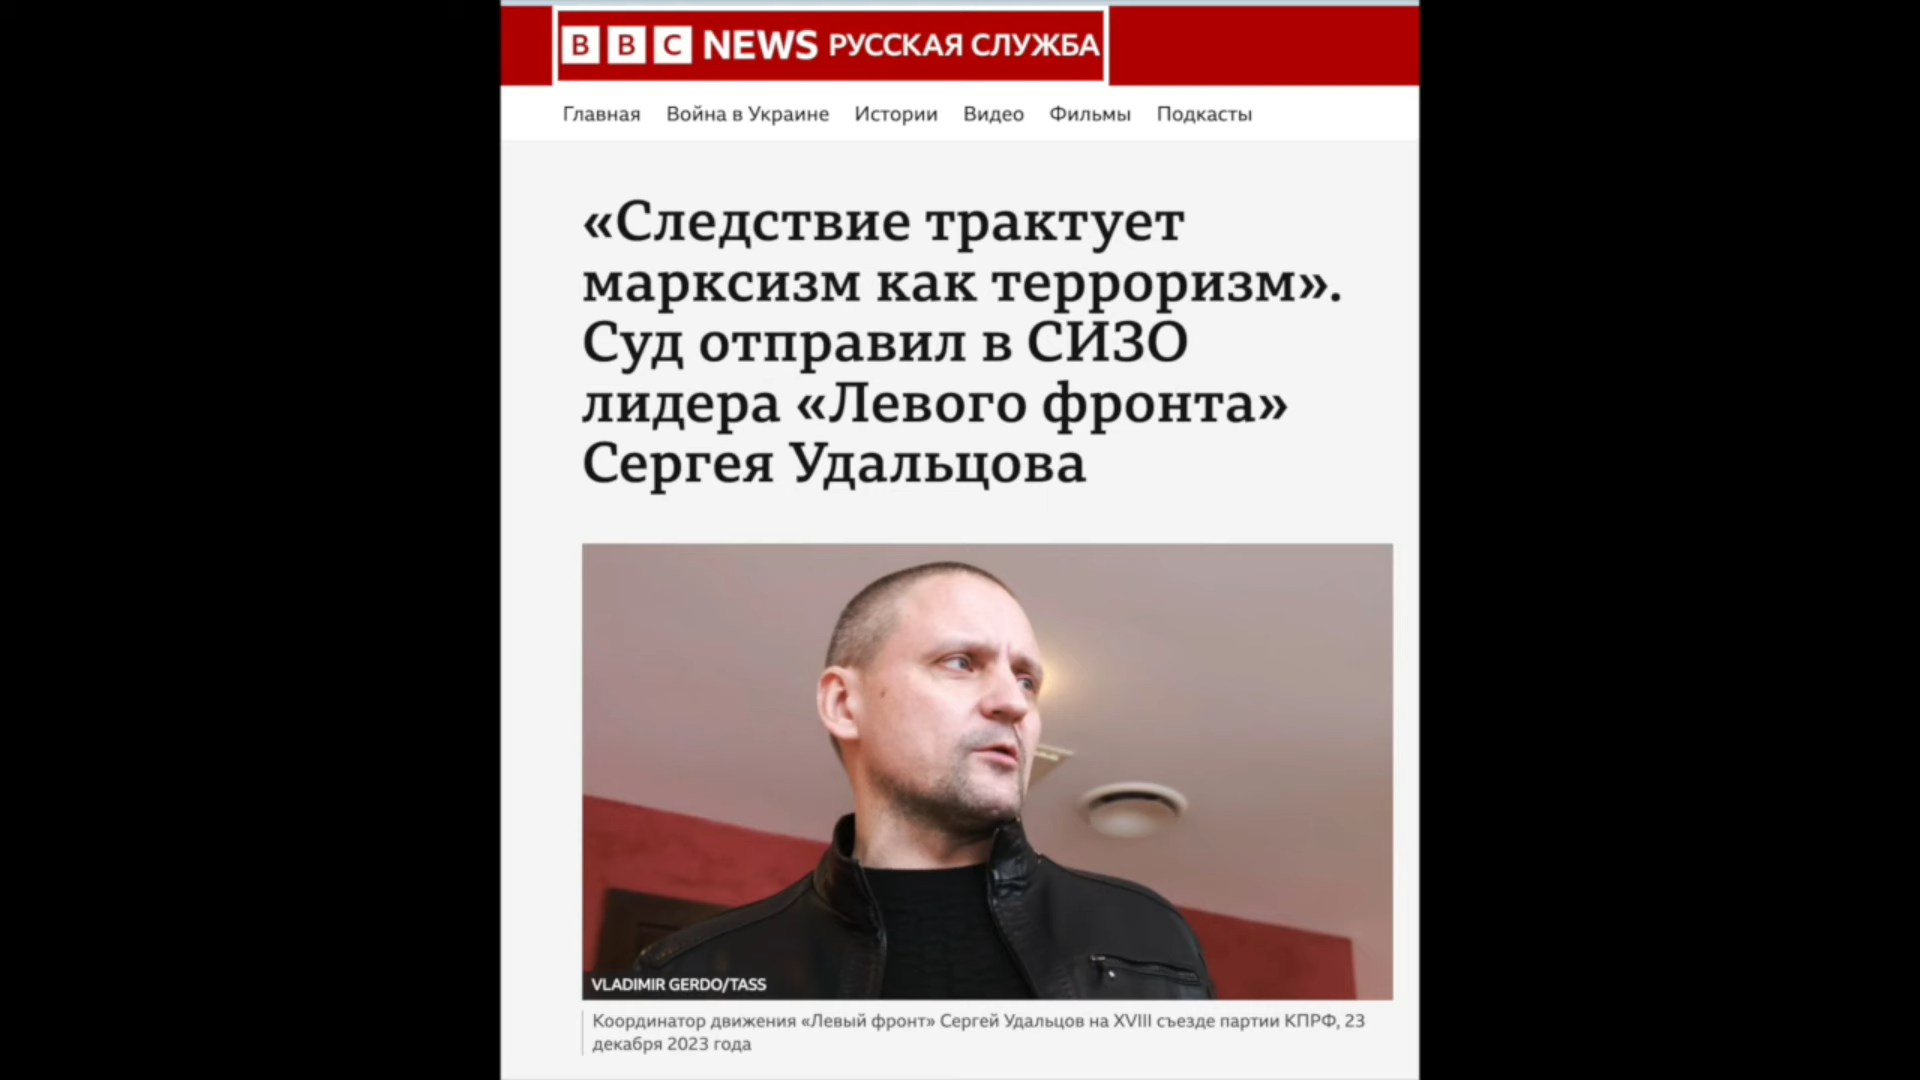 BBC NEWS РУССКАЯ СЛУЖБА
Главная Война в Украине Истории Видео Фильмы Подкасты
«Следствие трактует
марксизм как терроризм».
Суд отправил в СИЗО
лидера «Левого фронта»
Сергея Удальцова
VLADIMIR GERDO/TASS
Координатор движения «Левый фронт» Сергей Удальцов на XVIII съезде партии КПРФ, 23
декабря 2023 года